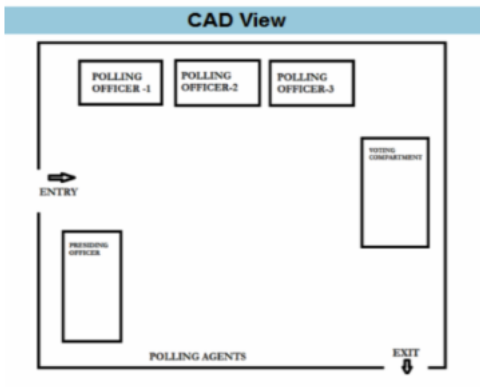 CAD View
POLLING
OFFICER -1
POLLING
OFFICER-2
POLLING
OFFICER-3
VOTING
COMPARTMENT
ENTRY
PRESIDING
OFFICER
POLLING AGENTS
EXIT